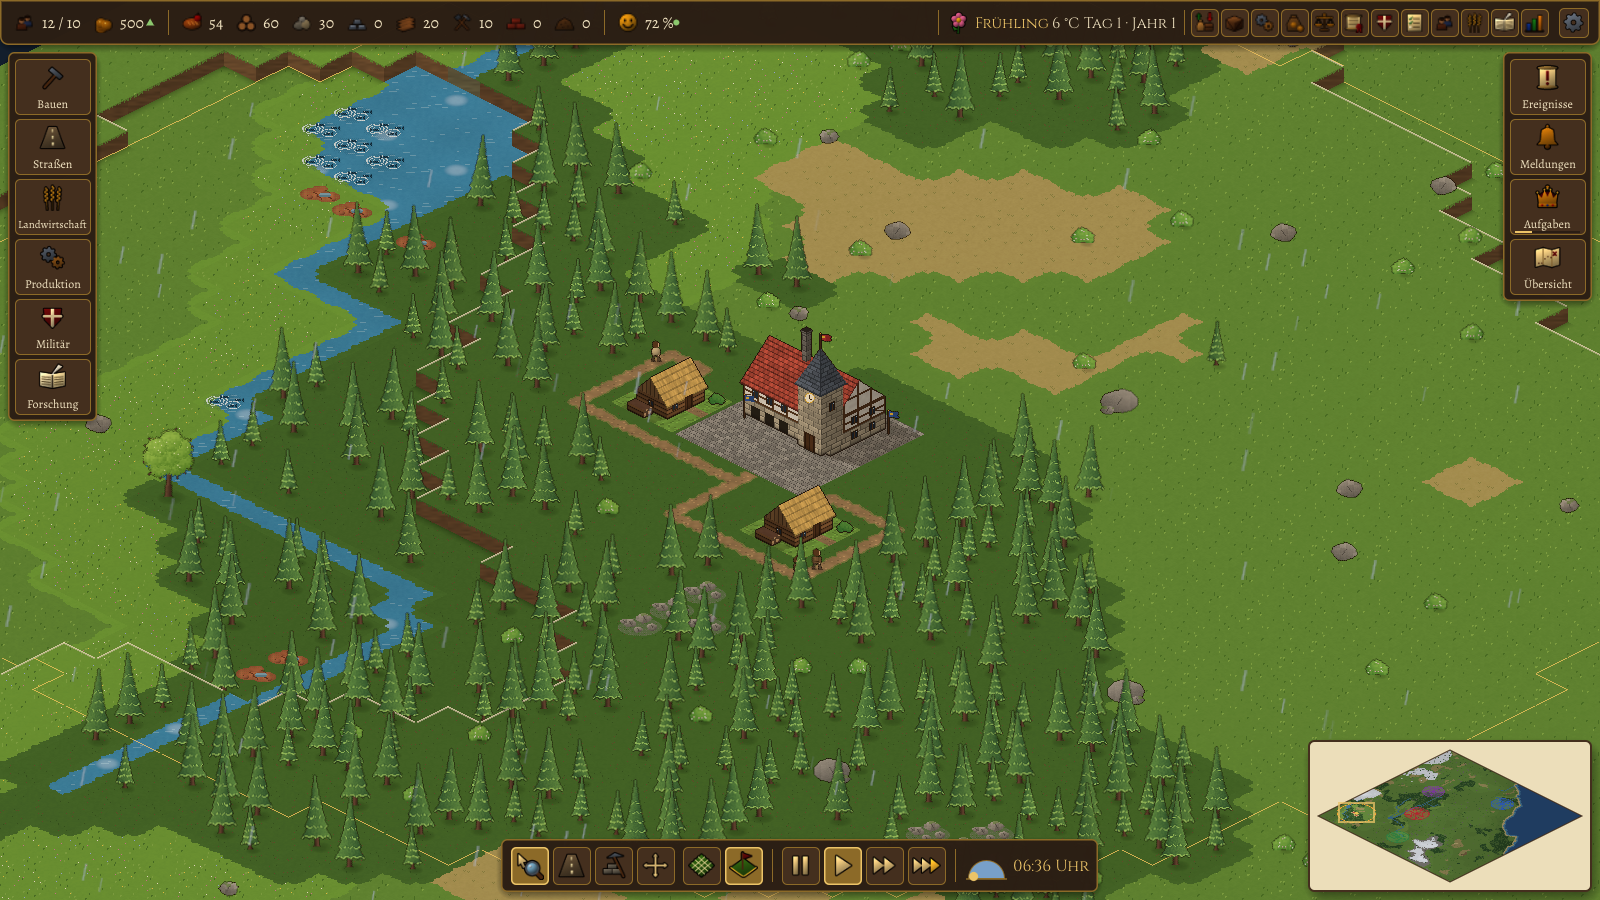 12 / 10 500 54 60 30 0 20 10 0 0 72 % Frühling 6 °C Tag 1 · Jahr 1
Bauen
Straßen
Landwirtschaft
Produktion
Militär
Forschung
Ereignisse
Meldungen
Aufgaben
Übersicht
06:36 Uhr